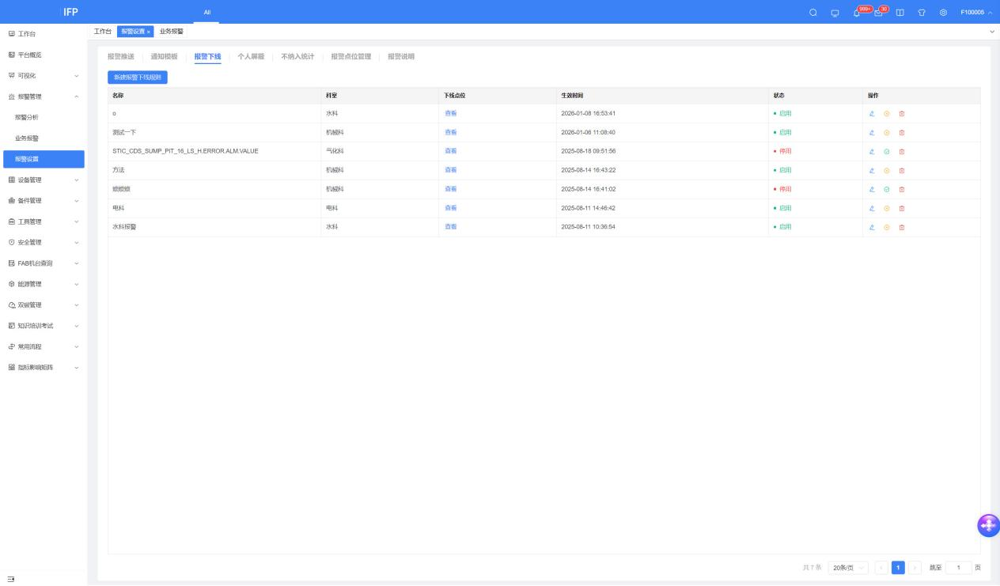 IFP
All
999+
30
F100005
工作台
报警设置 ×
业务报警
工作台
平台概览
可视化
报警管理
报警分析
业务报警
报警设置
设备管理
备件管理
工具管理
安全管理
FAB机台查询
能源管理
双碳管理
知识培训考试
常用流程
指标影响矩阵
报警推送
通知模板
报警下线
个人屏蔽
不纳入统计
报警点位管理
报警说明
新建报警下线规则
名称 科室 下线点位 生效时间 状态 操作
o 水科 查看 2026-01-08 16:53:41 启用
测试一下 机械科 查看 2026-01-06 11:08:40 启用
STIC_CDS_SUMP_PIT_16_LS_H.ERROR.ALM.VALUE 气化科 查看 2025-08-18 09:51:56 停用
方法 机械科 查看 2025-08-14 16:43:22 启用
机械科 查看 2025-08-14 16:41:02 停用
电科 电科 查看 2025-08-11 14:46:42 启用
水科报警 水科 查看 2025-08-11 10:36:54 启用
共 7 条 20条/页 1 跳至 1 页